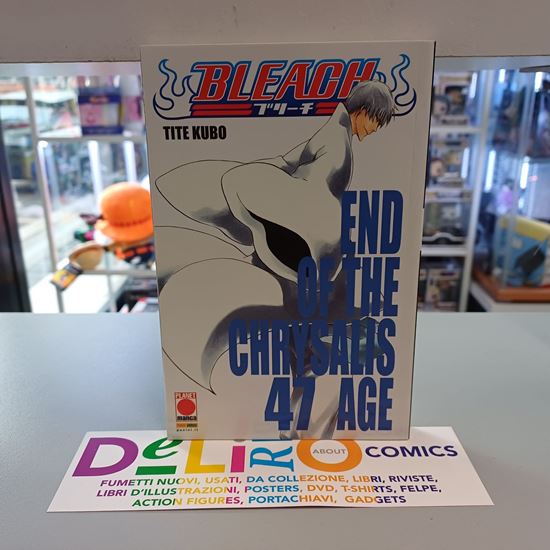 BLEACH
ブリーチ
TITE KUBO
END
OF THE
CHRYSALIS
47 AGE
PLANET
manga
DeLiRiO ABOUT COMICS
FUMETTI NUOVI, USATI, DA COLLEZIONE, LIBRI, RIVISTE,
LIBRI D'ILLUSTRAZIONI, POSTERS, DVD, T-SHIRTS, FELPE,
ACTION FIGURES, PORTACHIAVI, GADGETS